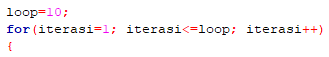 loop=10;
for(iterasi=1; iterasi<=loop; iterasi++)
{